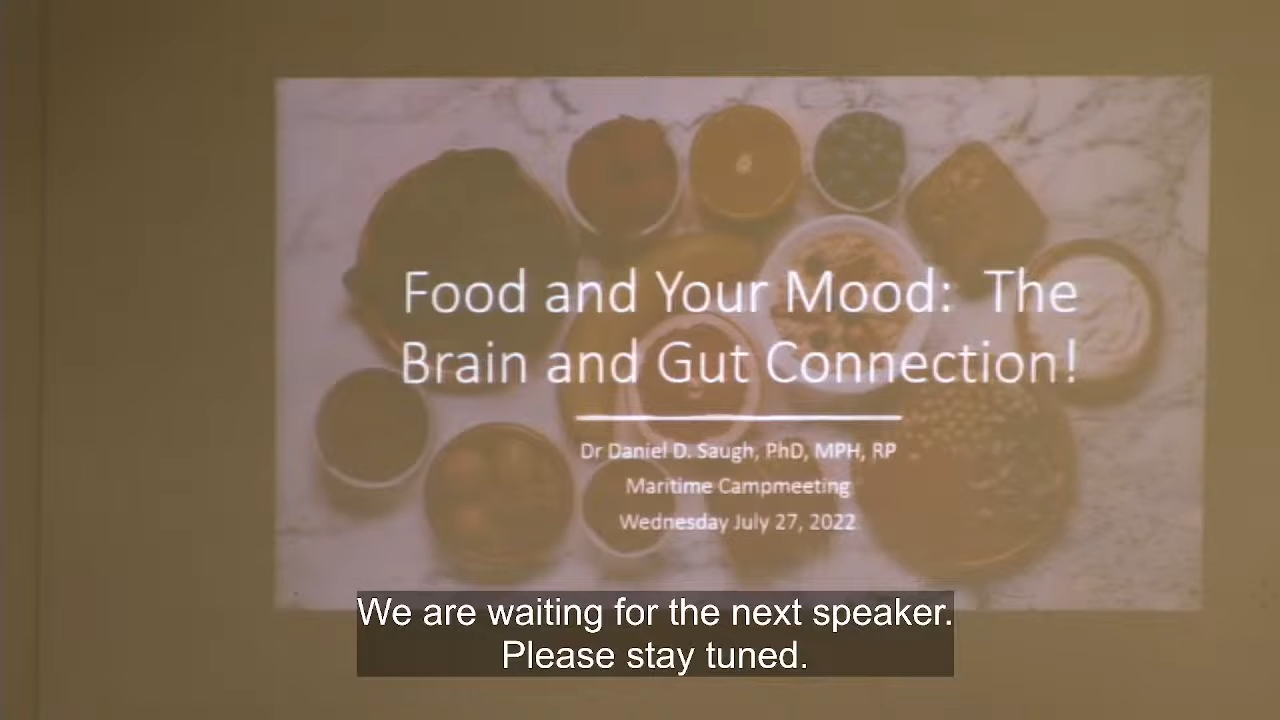 Food and Your Mood: The
Brain and Gut Connection!
Dr Daniel D. Saugh, PhD, MPH, RP
Maritime Campmeeting
Wednesday July 27, 2022
We are waiting for the next speaker.
Please stay tuned.